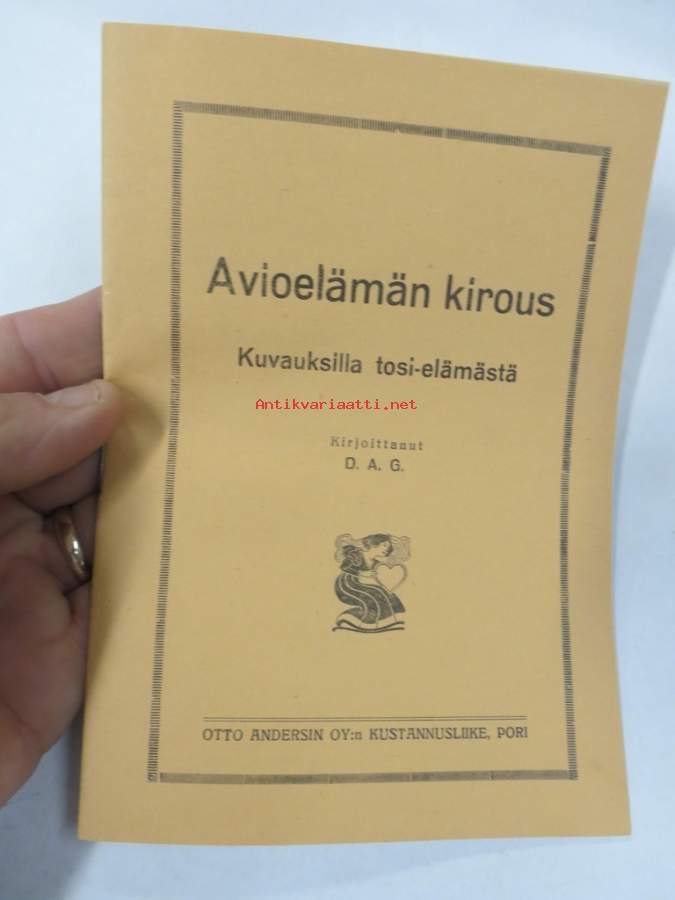 Avioelämän kirous
Kuvauksilla tosi-elämästä
Antikvariaatti.net
Kirjoittanut
D. A. G.
OTTO ANDERSIN OY:n KUSTANNUSLIIKE, PORI